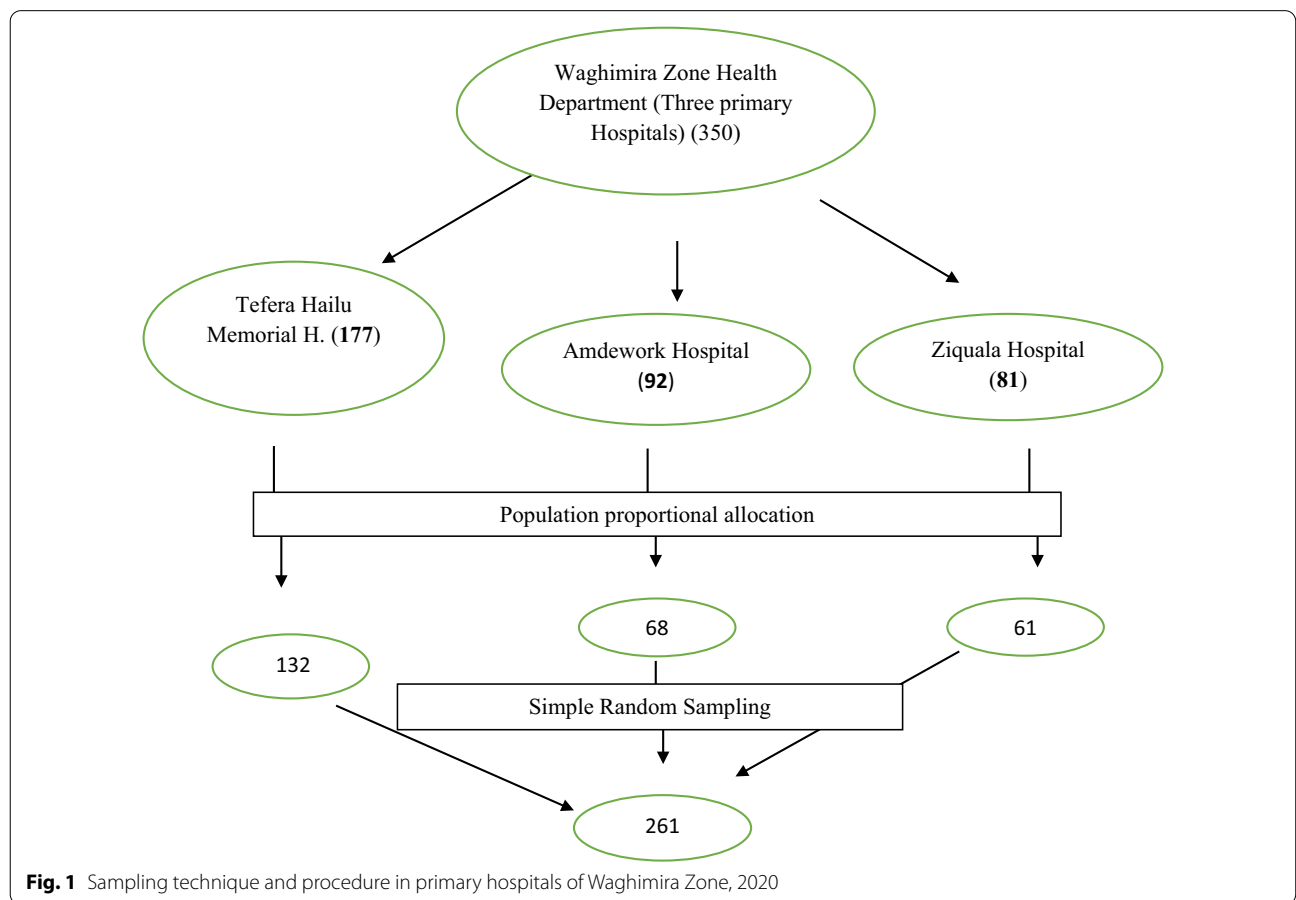 Waghimira Zone Health
Department (Three primary
Hospitals) (350)
Tefera Hailu
Memorial H. (177)
Amdework Hospital
(92)
Ziquala Hospital
(81)
Population proportional allocation
132
68
61
Simple Random Sampling
261
Fig. 1 Sampling technique and procedure in primary hospitals of Waghimira Zone, 2020